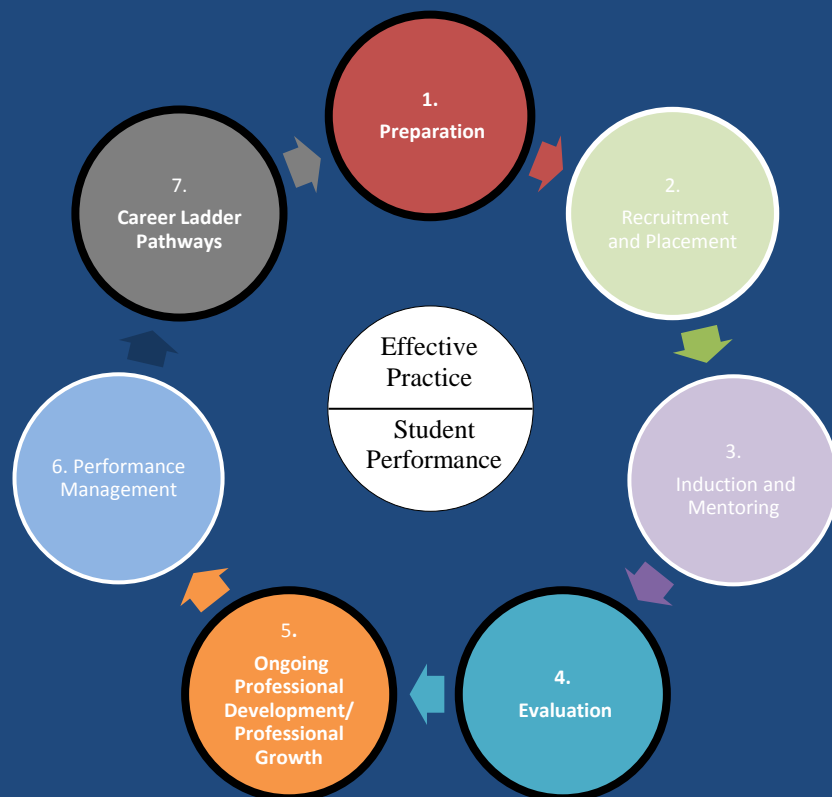 1.
Preparation
2.
Recruitment
and Placement
3.
Induction and
Mentoring
4.
Evaluation
5.
Ongoing
Professional
Development/
Professional
Growth
6. Performance
Management
7.
Career Ladder
Pathways
Effective
Practice
Student
Performance